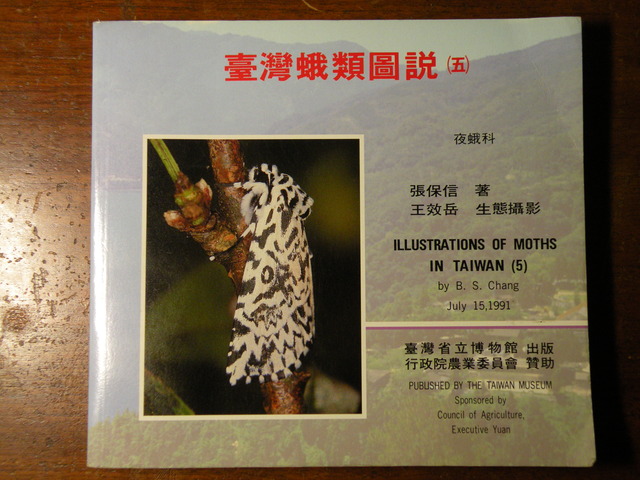 臺灣蛾類圖説 ㈤
夜蛾科
張保信 著
王效岳 生態攝影
ILLUSTRATIONS OF MOTHS
IN TAIWAN (5)
by B. S. Chang
July 15,1991
臺灣省立博物館 出版
行政院農業委員會 贊助
PUBUSHED BY THE TAIWAN MUSEUM
Sponsored by
Council of Agriculture,
Executive Yuan